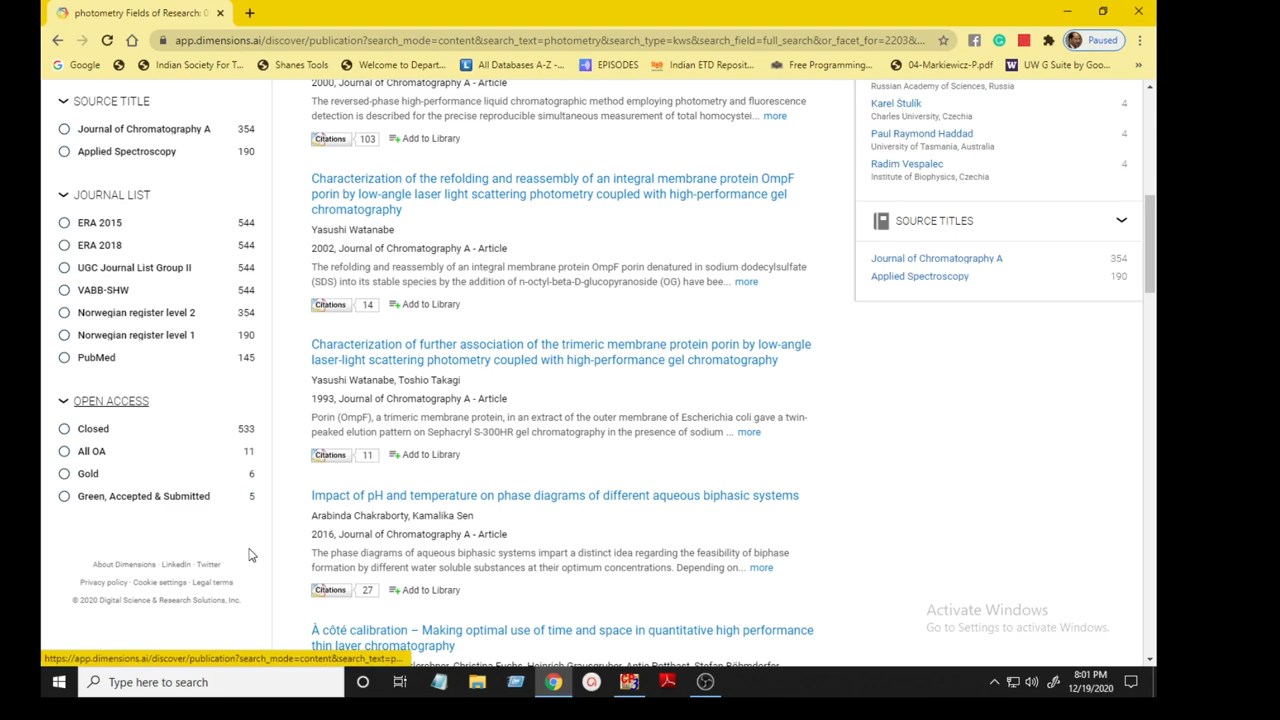 photometry Fields of Research: 0
app.dimensions.ai/discover/publication?search_mode=content&search_text=photometry&search_type=kws&search_field=full_search&or_facet_for=2203&...
Paused
Google
Indian Society For T...
Shanes Tools
Welcome to Depart...
All Databases A-Z -...
EPISODES
Indian ETD Reposit...
Free Programming...
04-Markiewicz-P.pdf
UW G Suite by Goo...
»
SOURCE TITLE
Journal of Chromatography A 354
Applied Spectroscopy 190
JOURNAL LIST
ERA 2015 544
ERA 2018 544
UGC Journal List Group II 544
VABB-SHW 544
Norwegian register level 2 354
Norwegian register level 1 190
PubMed 145
OPEN ACCESS
Closed 533
All OA 11
Gold 6
Green, Accepted & Submitted 5
About Dimensions · LinkedIn · Twitter
Privacy policy · Cookie settings · Legal terms
© 2020 Digital Science & Research Solutions, Inc.
https://app.dimensions.ai/discover/publication?search_mode=content&search_text=p...
2000, Journal of Chromatography A - Article
The reversed-phase high-performance liquid chromatographic method employing photometry and fluorescence
detection is described for the precise reproducible simultaneous measurement of total homocystei... more
Citations 103 Add to Library
Characterization of the refolding and reassembly of an integral membrane protein OmpF
porin by low-angle laser light scattering photometry coupled with high-performance gel
chromatography
Yasushi Watanabe
2002, Journal of Chromatography A - Article
The refolding and reassembly of an integral membrane protein OmpF porin denatured in sodium dodecylsulfate
(SDS) into its stable species by the addition of n-octyl-beta-D-glucopyranoside (OG) have bee... more
Citations 14 Add to Library
Characterization of further association of the trimeric membrane protein porin by low-angle
laser-light scattering photometry coupled with high-performance gel chromatography
Yasushi Watanabe, Toshio Takagi
1993, Journal of Chromatography A - Article
Porin (OmpF), a trimeric membrane protein, in an extract of the outer membrane of Escherichia coli gave a twin-
peaked elution pattern on Sephacryl S-300HR gel chromatography in the presence of sodium ... more
Citations 11 Add to Library
Impact of pH and temperature on phase diagrams of different aqueous biphasic systems
Arabinda Chakraborty, Kamalika Sen
2016, Journal of Chromatography A - Article
The phase diagrams of aqueous biphasic systems impart a distinct idea regarding the feasibility of biphase
formation by different water soluble substances at their optimum concentrations. Depending on... more
Citations 27 Add to Library
À côté calibration – Making optimal use of time and space in quantitative high performance
thin layer chromatography
Russian Academy of Sciences, Russia
Karel Štulík 4
Charles University, Czechia
Paul Raymond Haddad 4
University of Tasmania, Australia
Radim Vespalec 4
Institute of Biophysics, Czechia
SOURCE TITLES
Journal of Chromatography A 354
Applied Spectroscopy 190
Activate Windows
Go to Settings to activate Windows.
Type here to search
8:01 PM
12/19/2020